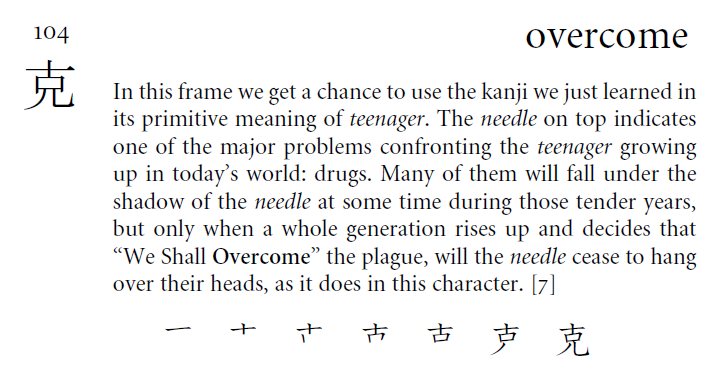 104
overcome
克
In this frame we get a chance to use the kanji we just learned in
its primitive meaning of teenager. The needle on top indicates
one of the major problems confronting the teenager growing
up in today’s world: drugs. Many of them will fall under the
shadow of the needle at some time during those tender years,
but only when a whole generation rises up and decides that
“We Shall Overcome” the plague, will the needle cease to hang
over their heads, as it does in this character. [7]
一 十 古 克